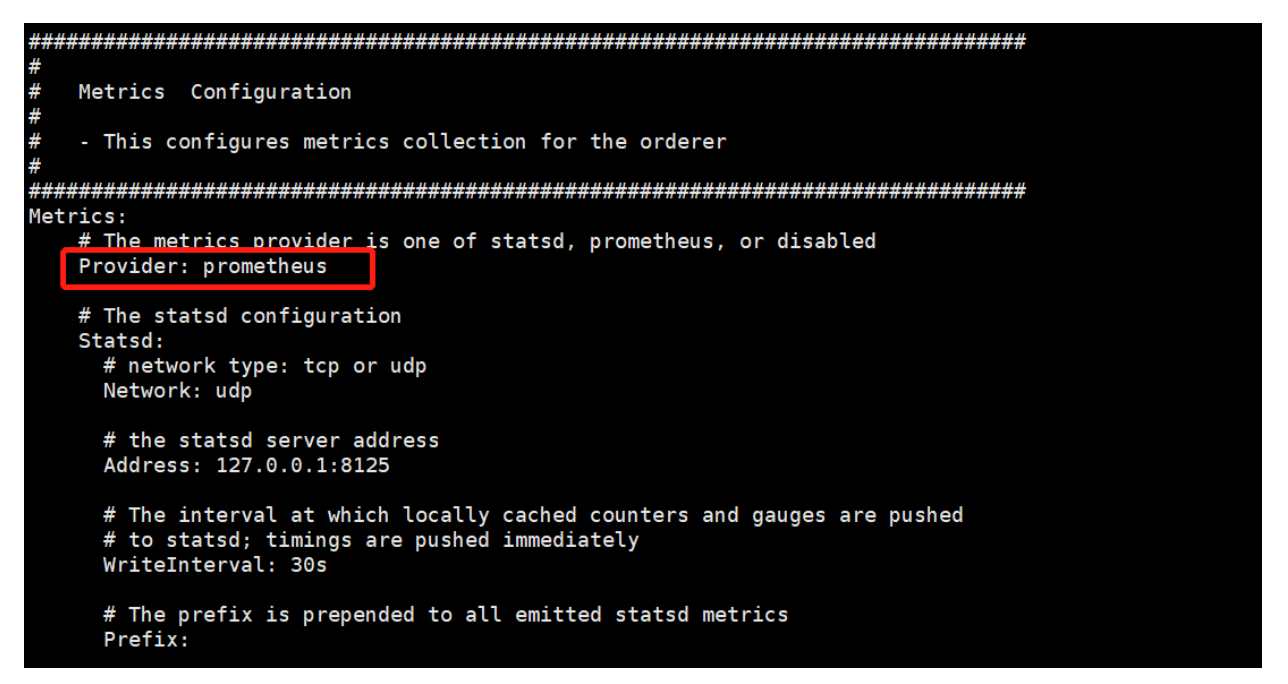 ################################################################################
#
#   Metrics  Configuration
#
#   - This configures metrics collection for the orderer
#
################################################################################
Metrics:
    # The metrics provider is one of statsd, prometheus, or disabled
    Provider: prometheus

    # The statsd configuration
    Statsd:
      # network type: tcp or udp
      Network: udp

      # the statsd server address
      Address: 127.0.0.1:8125

      # The interval at which locally cached counters and gauges are pushed
      # to statsd; timings are pushed immediately
      WriteInterval: 30s

      # The prefix is prepended to all emitted statsd metrics
      Prefix: